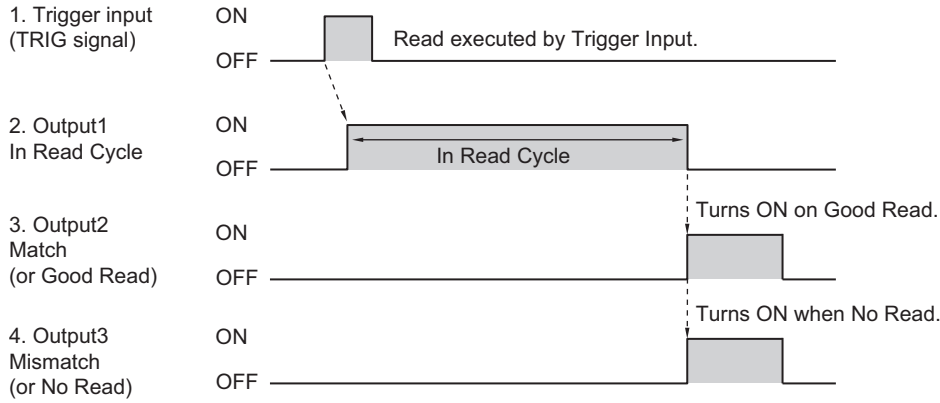 1. Trigger input
(TRIG signal)
ON
OFF
Read executed by Trigger Input.
2. Output1
In Read Cycle
ON
OFF
In Read Cycle
3. Output2
Match
(or Good Read)
ON
OFF
Turns ON on Good Read.
4. Output3
Mismatch
(or No Read)
ON
OFF
Turns ON when No Read.